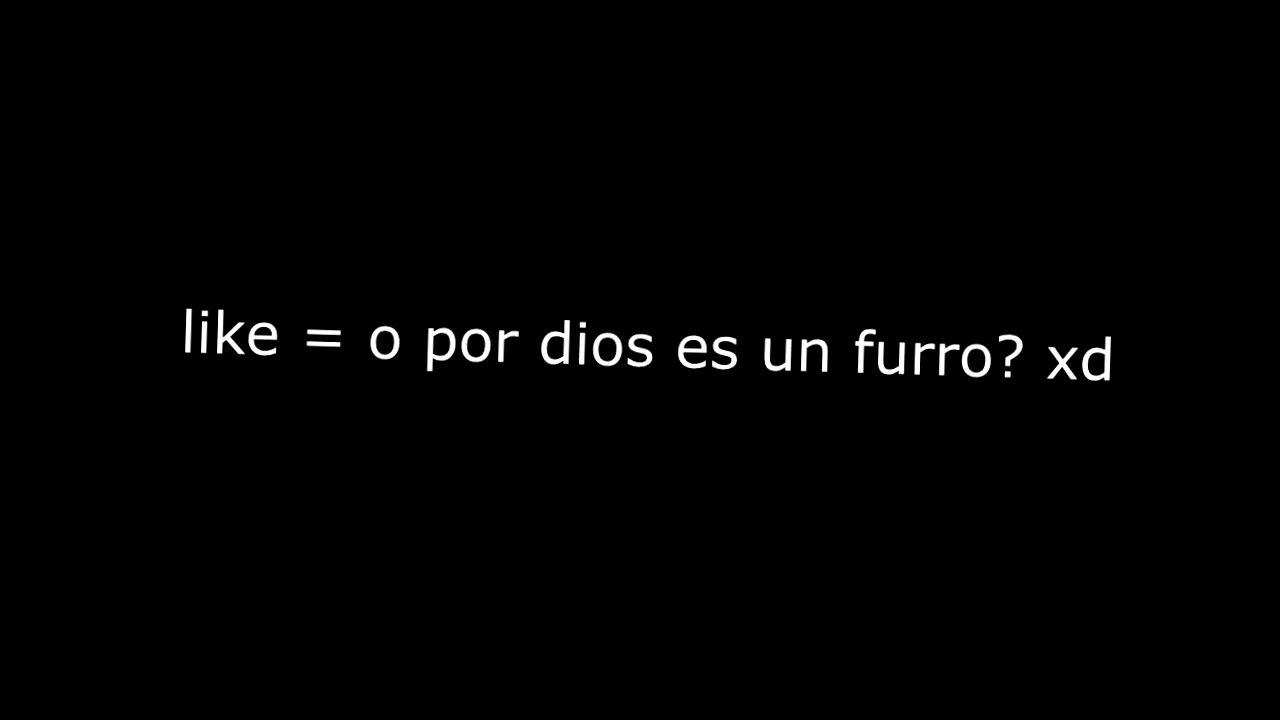 like = o por dios es un furro? xd